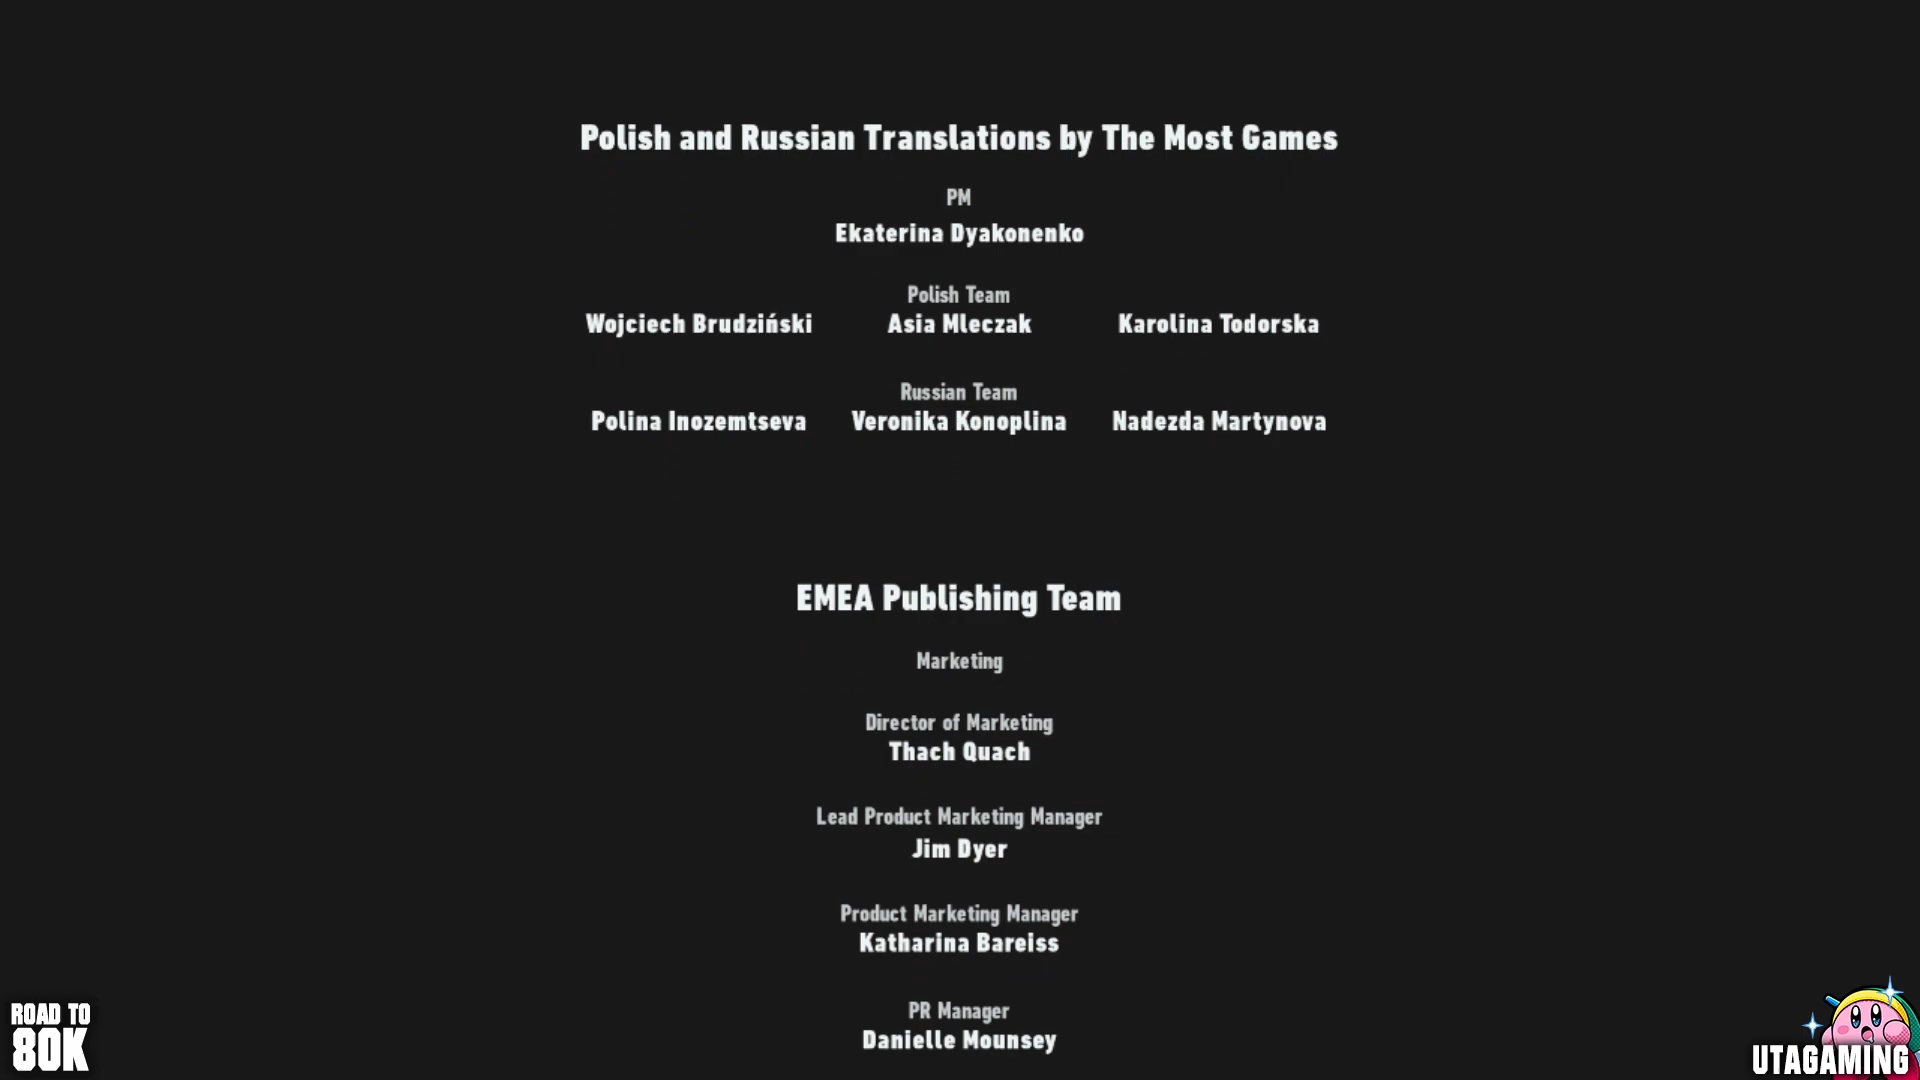 Polish and Russian Translations by The Most Games
PM
Ekaterina Dyakonenko
Polish Team
Wojciech Brudziński Asia Mleczak Karolina Todorska
Russian Team
Polina Inozemtseva Veronika Konoplina Nadezda Martynova
EMEA Publishing Team
Marketing
Director of Marketing
Thach Quach
Lead Product Marketing Manager
Jim Dyer
Product Marketing Manager
Katharina Bareiss
PR Manager
Danielle Mounsey
ROAD TO
80K
UTAGAMING